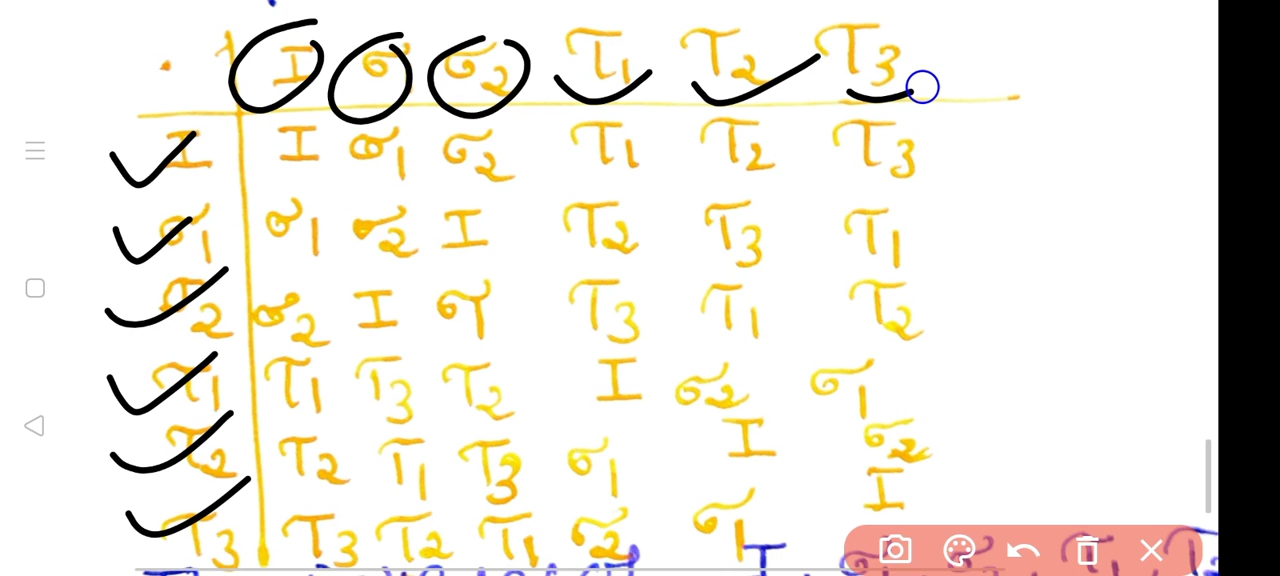 . I σ σ2 τ1 τ2 τ3
I I σ1 σ2 τ1 τ2 τ3
σ1 σ1 σ2 I τ2 τ3 τ1
σ2 σ2 I σ1 τ3 τ1 τ2
τ1 τ1 τ3 τ2 I σ2 σ1
τ2 τ2 τ1 τ3 σ1 I σ2
τ3 τ3 τ2 τ1 σ2 σ1 I